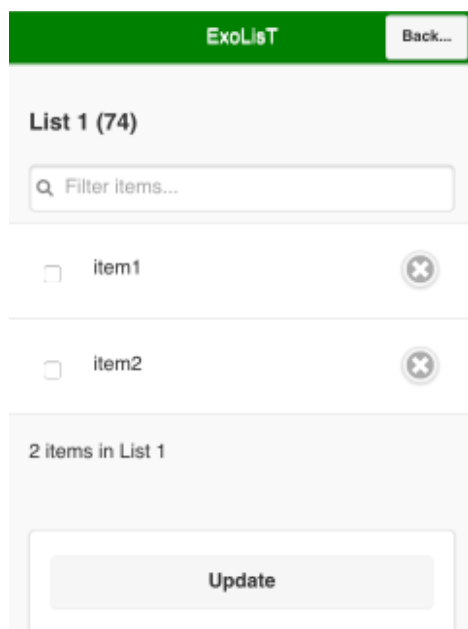 ExoLisT
Back...
List 1 (74)
Filter items...
item1
item2
2 items in List 1
Update